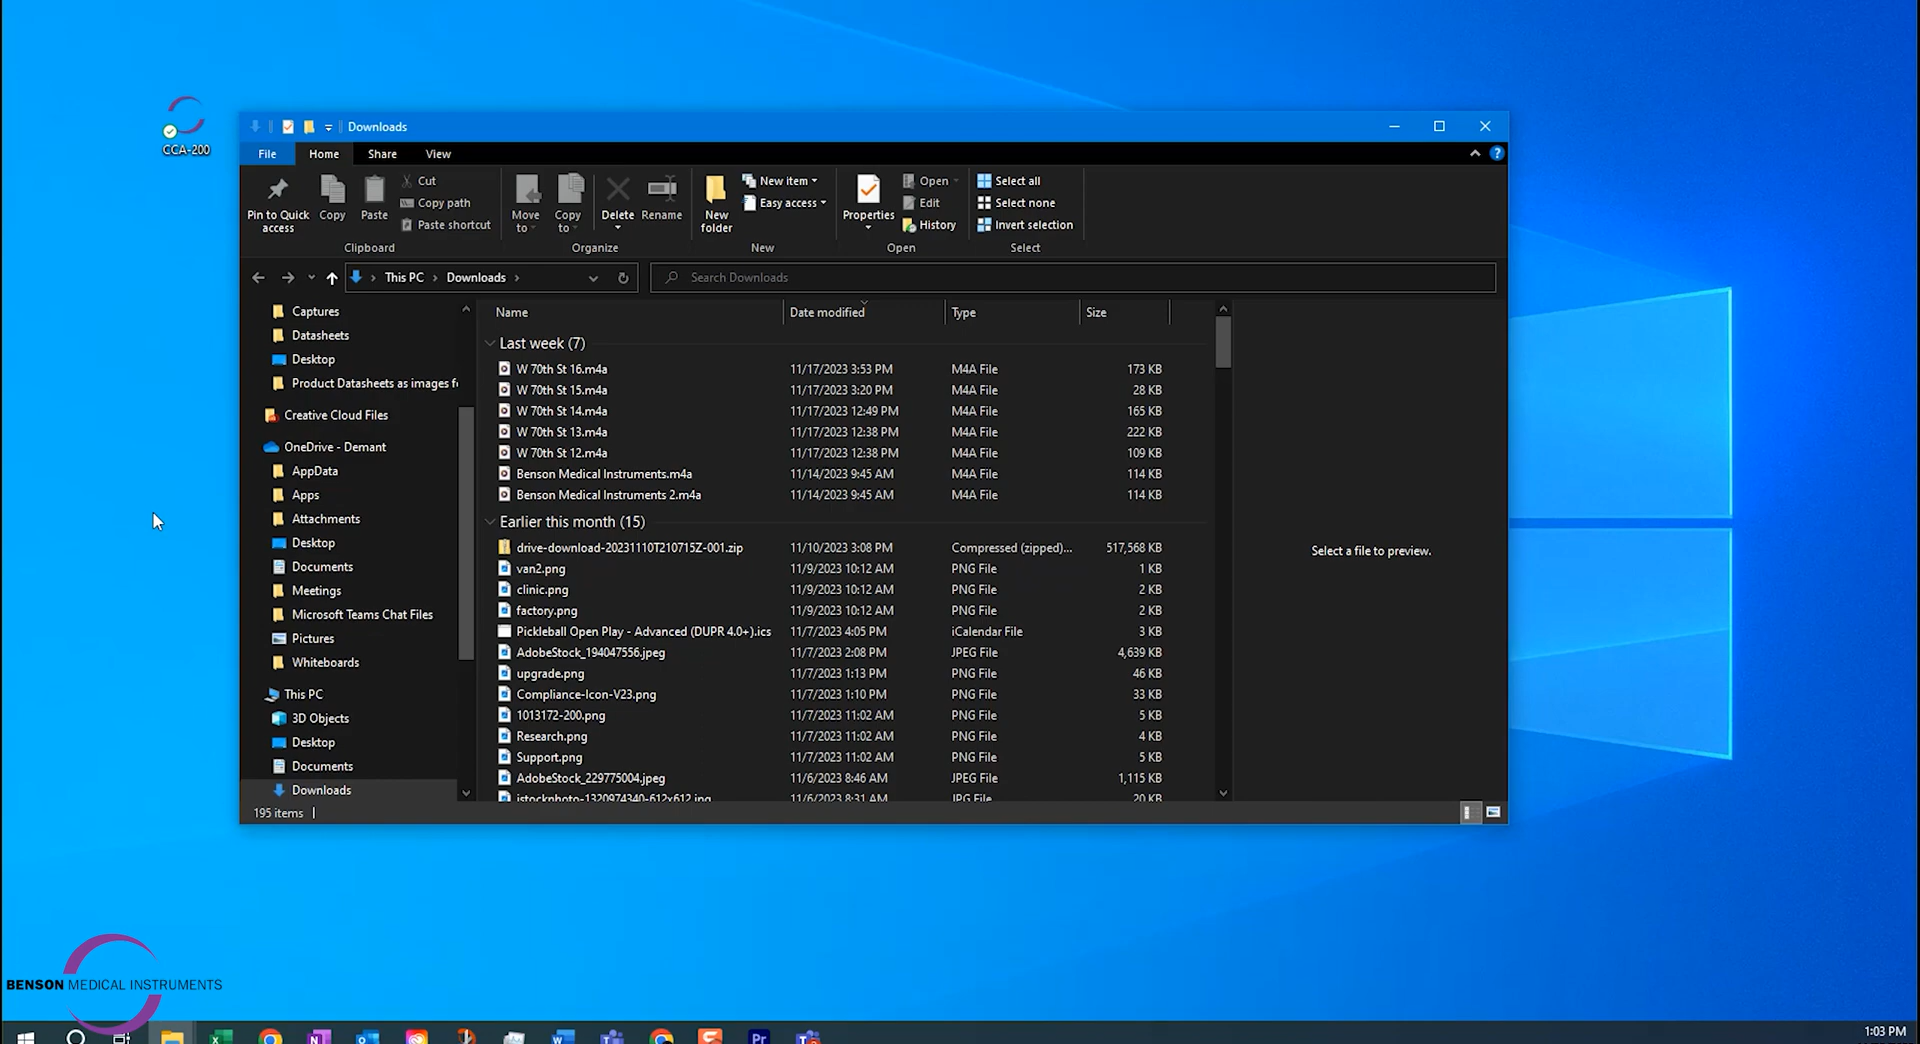 CCA-200
Downloads
File Home Share View
Pin to Quick access
Copy
Paste
Cut
Copy path
Paste shortcut
Clipboard
Move to
Copy to
Delete
Rename
Organize
New folder
New item
Easy access
New
Properties
Open
Edit
History
Open
Select all
Select none
Invert selection
Select
This PC Downloads
Search Downloads
Captures
Datasheets
Desktop
Product Datasheets as images f
Creative Cloud Files
OneDrive - Demant
AppData
Apps
Attachments
Desktop
Documents
Meetings
Microsoft Teams Chat Files
Pictures
Whiteboards
This PC
3D Objects
Desktop
Documents
Downloads
Name Date modified Type Size
Last week (7)
W 70th St 16.m4a 11/17/2023 3:53 PM M4A File 173 KB
W 70th St 15.m4a 11/17/2023 3:20 PM M4A File 28 KB
W 70th St 14.m4a 11/17/2023 12:49 PM M4A File 165 KB
W 70th St 13.m4a 11/17/2023 12:38 PM M4A File 222 KB
W 70th St 12.m4a 11/17/2023 12:38 PM M4A File 109 KB
Benson Medical Instruments.m4a 11/14/2023 9:45 AM M4A File 114 KB
Benson Medical Instruments 2.m4a 11/14/2023 9:45 AM M4A File 114 KB
Earlier this month (15)
drive-download-20231110T210715Z-001.zip 11/10/2023 3:08 PM Compressed (zipped)... 517,568 KB
van2.png 11/9/2023 10:12 AM PNG File 1 KB
clinic.png 11/9/2023 10:12 AM PNG File 2 KB
factory.png 11/9/2023 10:12 AM PNG File 2 KB
Pickleball Open Play - Advanced (DUPR 4.0+).ics 11/7/2023 4:05 PM iCalendar File 3 KB
AdobeStock_194047556.jpeg 11/7/2023 2:08 PM JPEG File 4,639 KB
upgrade.png 11/7/2023 1:13 PM PNG File 46 KB
Compliance-Icon-V23.png 11/7/2023 1:10 PM PNG File 33 KB
1013172-200.png 11/7/2023 11:02 AM PNG File 5 KB
Research.png 11/7/2023 11:02 AM PNG File 4 KB
Support.png 11/7/2023 11:02 AM PNG File 5 KB
AdobeStock_229775004.jpeg 11/6/2023 8:46 AM JPEG File 1,115 KB
istockphoto-1320974340-612x612.jpg 11/6/2023 8:31 AM JPG File 20 KB
Select a file to preview.
195 items
BENSON MEDICAL INSTRUMENTS
1:03 PM